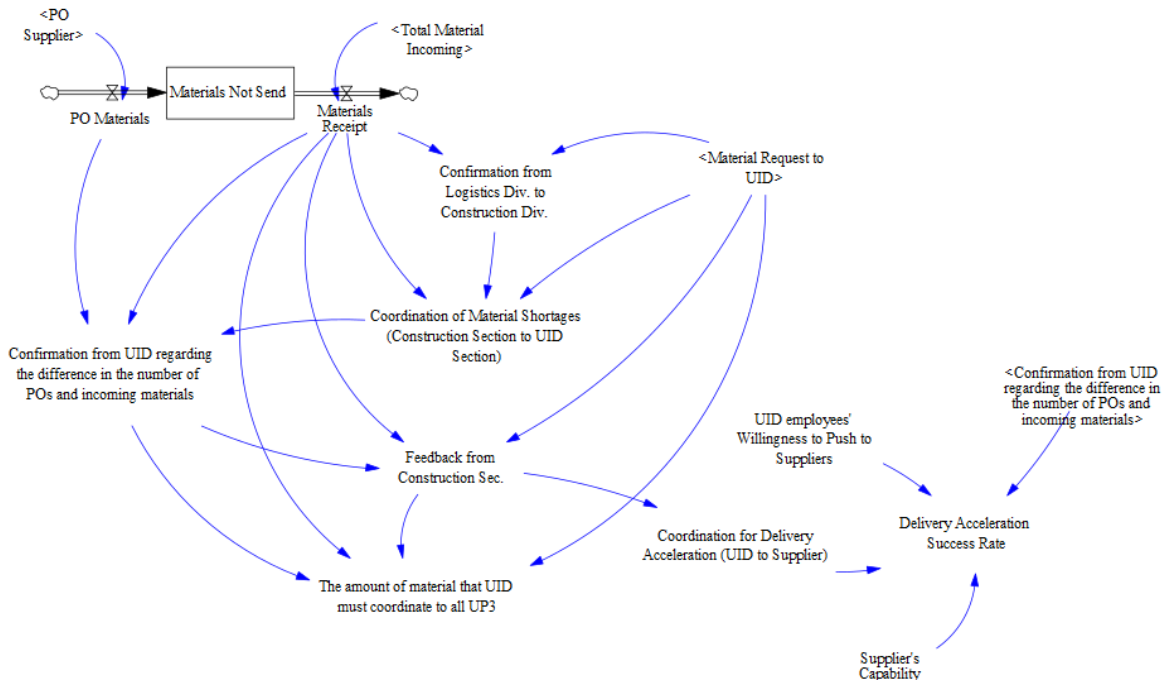 <PO
Supplier>
<Total Material
Incoming>
Materials Not Send
PO Materials
Materials
Receipt
Confirmation from
Logistics Div. to
Construction Div.
<Material Request to
UID>
Coordination of Material Shortages
(Construction Section to UID
Section)
Confirmation from UID regarding
the difference in the number of
POs and incoming materials
<Confirmation from UID
regarding the difference in
the number of POs and
incoming materials>
UID employees'
Willingness to Push to
Suppliers
Feedback from
Construction Sec.
Delivery Acceleration
Success Rate
Coordination for Delivery
Acceleration (UID to Supplier)
The amount of material that UID
must coordinate to all UP3
Supplier's
Capability